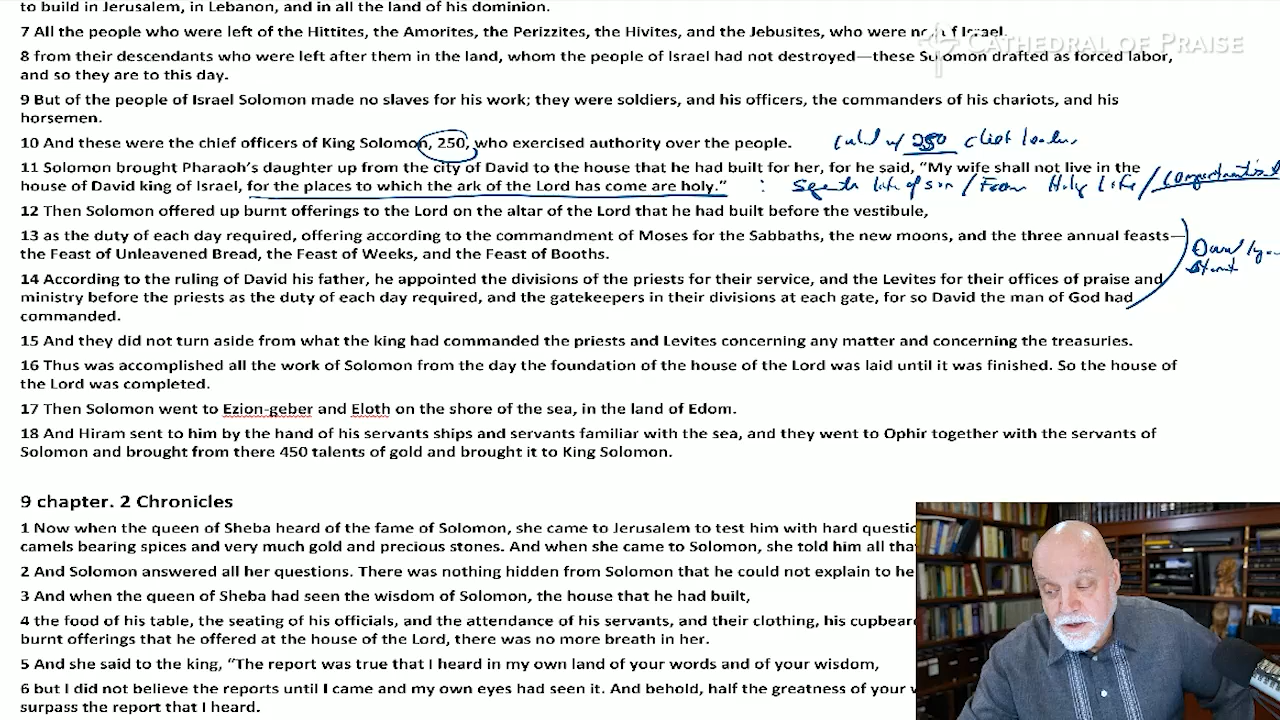 to build in Jerusalem, in Lebanon, and in all the land of his dominion.
7 All the people who were left of the Hittites, the Amorites, the Perizzites, the Hivites, and the Jebusites, who were not of Israel.
CATHEDRAL OF PRAISE
8 from their descendants who were left after them in the land, whom the people of Israel had not destroyed—these Solomon drafted as forced labor,
and so they are to this day.
9 But of the people of Israel Solomon made no slaves for his work; they were soldiers, and his officers, the commanders of his chariots, and his
horsemen.
10 And these were the chief officers of King Solomon, 250, who exercised authority over the people.
250 chief leaders
11 Solomon brought Pharaoh's daughter up from the city of David to the house that he had built for her, for he said, "My wife shall not live in the
house of David king of Israel, for the places to which the ark of the Lord has come are holy."
: life of sin / From Holy Life /
12 Then Solomon offered up burnt offerings to the Lord on the altar of the Lord that he had built before the vestibule,
13 as the duty of each day required, offering according to the commandment of Moses for the Sabbaths, the new moons, and the three annual feasts—
the Feast of Unleavened Bread, the Feast of Weeks, and the Feast of Booths.
14 According to the ruling of David his father, he appointed the divisions of the priests for their service, and the Levites for their offices of praise and
ministry before the priests as the duty of each day required, and the gatekeepers in their divisions at each gate, for so David the man of God had
commanded.
15 And they did not turn aside from what the king had commanded the priests and Levites concerning any matter and concerning the treasuries.
16 Thus was accomplished all the work of Solomon from the day the foundation of the house of the Lord was laid until it was finished. So the house of
the Lord was completed.
17 Then Solomon went to Ezion-geber and Eloth on the shore of the sea, in the land of Edom.
18 And Hiram sent to him by the hand of his servants ships and servants familiar with the sea, and they went to Ophir together with the servants of
Solomon and brought from there 450 talents of gold and brought it to King Solomon.
9 chapter. 2 Chronicles
1 Now when the queen of Sheba heard of the fame of Solomon, she came to Jerusalem to test him with hard questio
camels bearing spices and very much gold and precious stones. And when she came to Solomon, she told him all tha
2 And Solomon answered all her questions. There was nothing hidden from Solomon that he could not explain to he
3 And when the queen of Sheba had seen the wisdom of Solomon, the house that he had built,
4 the food of his table, the seating of his officials, and the attendance of his servants, and their clothing, his cupbear
burnt offerings that he offered at the house of the Lord, there was no more breath in her.
5 And she said to the king, "The report was true that I heard in my own land of your words and of your wisdom,
6 but I did not believe the reports until I came and my own eyes had seen it. And behold, half the greatness of your
surpass the report that I heard.